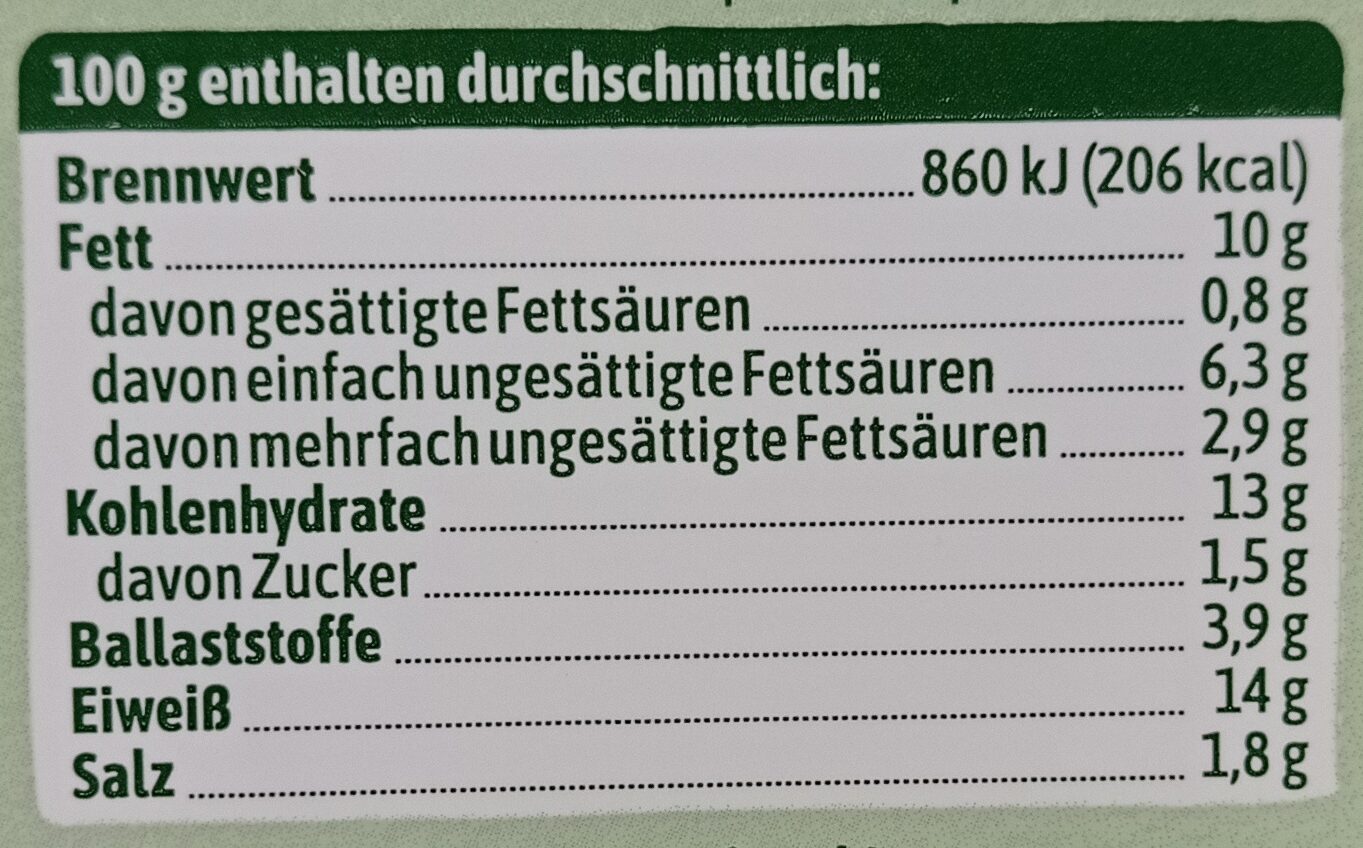 100 g enthalten durchschnittlich:
Brennwert 860 kJ (206 kcal)
Fett 10 g
davon gesättigte Fettsäuren 0,8 g
davon einfach ungesättigte Fettsäuren 6,3 g
davon mehrfach ungesättigte Fettsäuren 2,9 g
Kohlenhydrate 13 g
davon Zucker 1,5 g
Ballaststoffe 3,9 g
Eiweiß 14 g
Salz 1,8 g